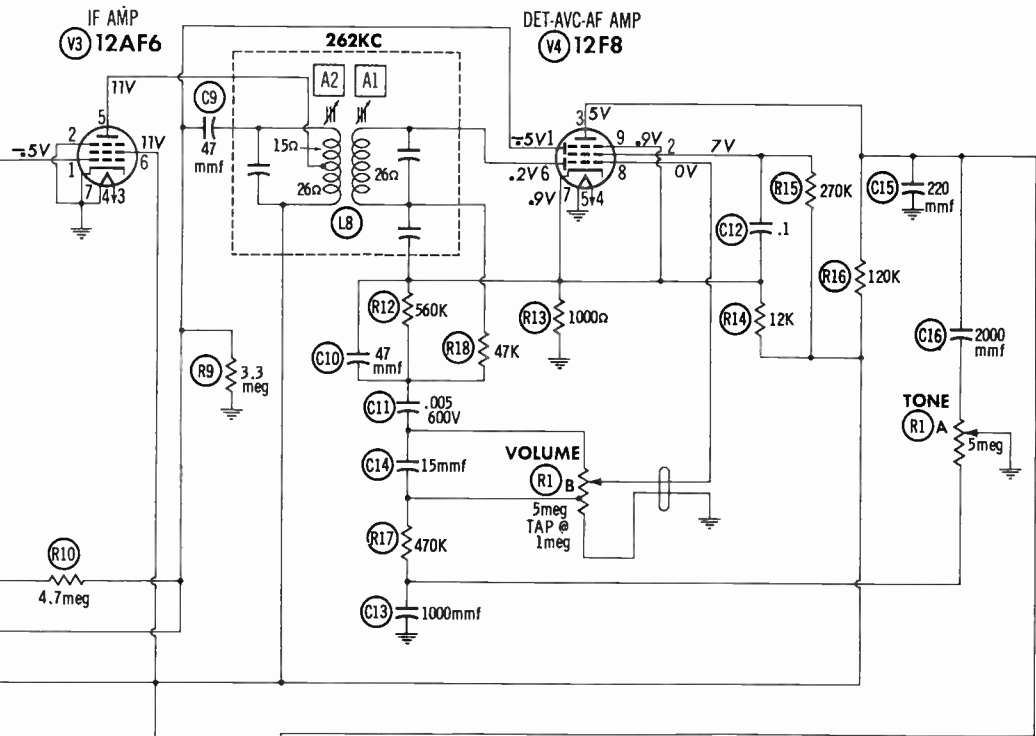 IF AMP
V3 12AF6
DET-AVC-AF AMP
V4 12F8
262KC
A2 A1
C9
47
mmf
11V
5
2
-.5V
1
7
4 3
11V
6
15Ω
26Ω
26Ω
L8
3 5V
-.5V 1
.2V 6
.9V
7
5 4
9 .9V
2 7V
8 0V
R15 270K
C12 .1
C15 220
mmf
R16 120K
R12 560K
R13 1000Ω
R14 12K
C10 47
mmf
R18 47K
C16 2000
mmf
R9 3.3
meg
C11 .005
600V
TONE
R1 A
5meg
C14 15mmf
VOLUME
R1 B
5meg
TAP @
1meg
R17 470K
R10
4.7meg
C13 1000mmf